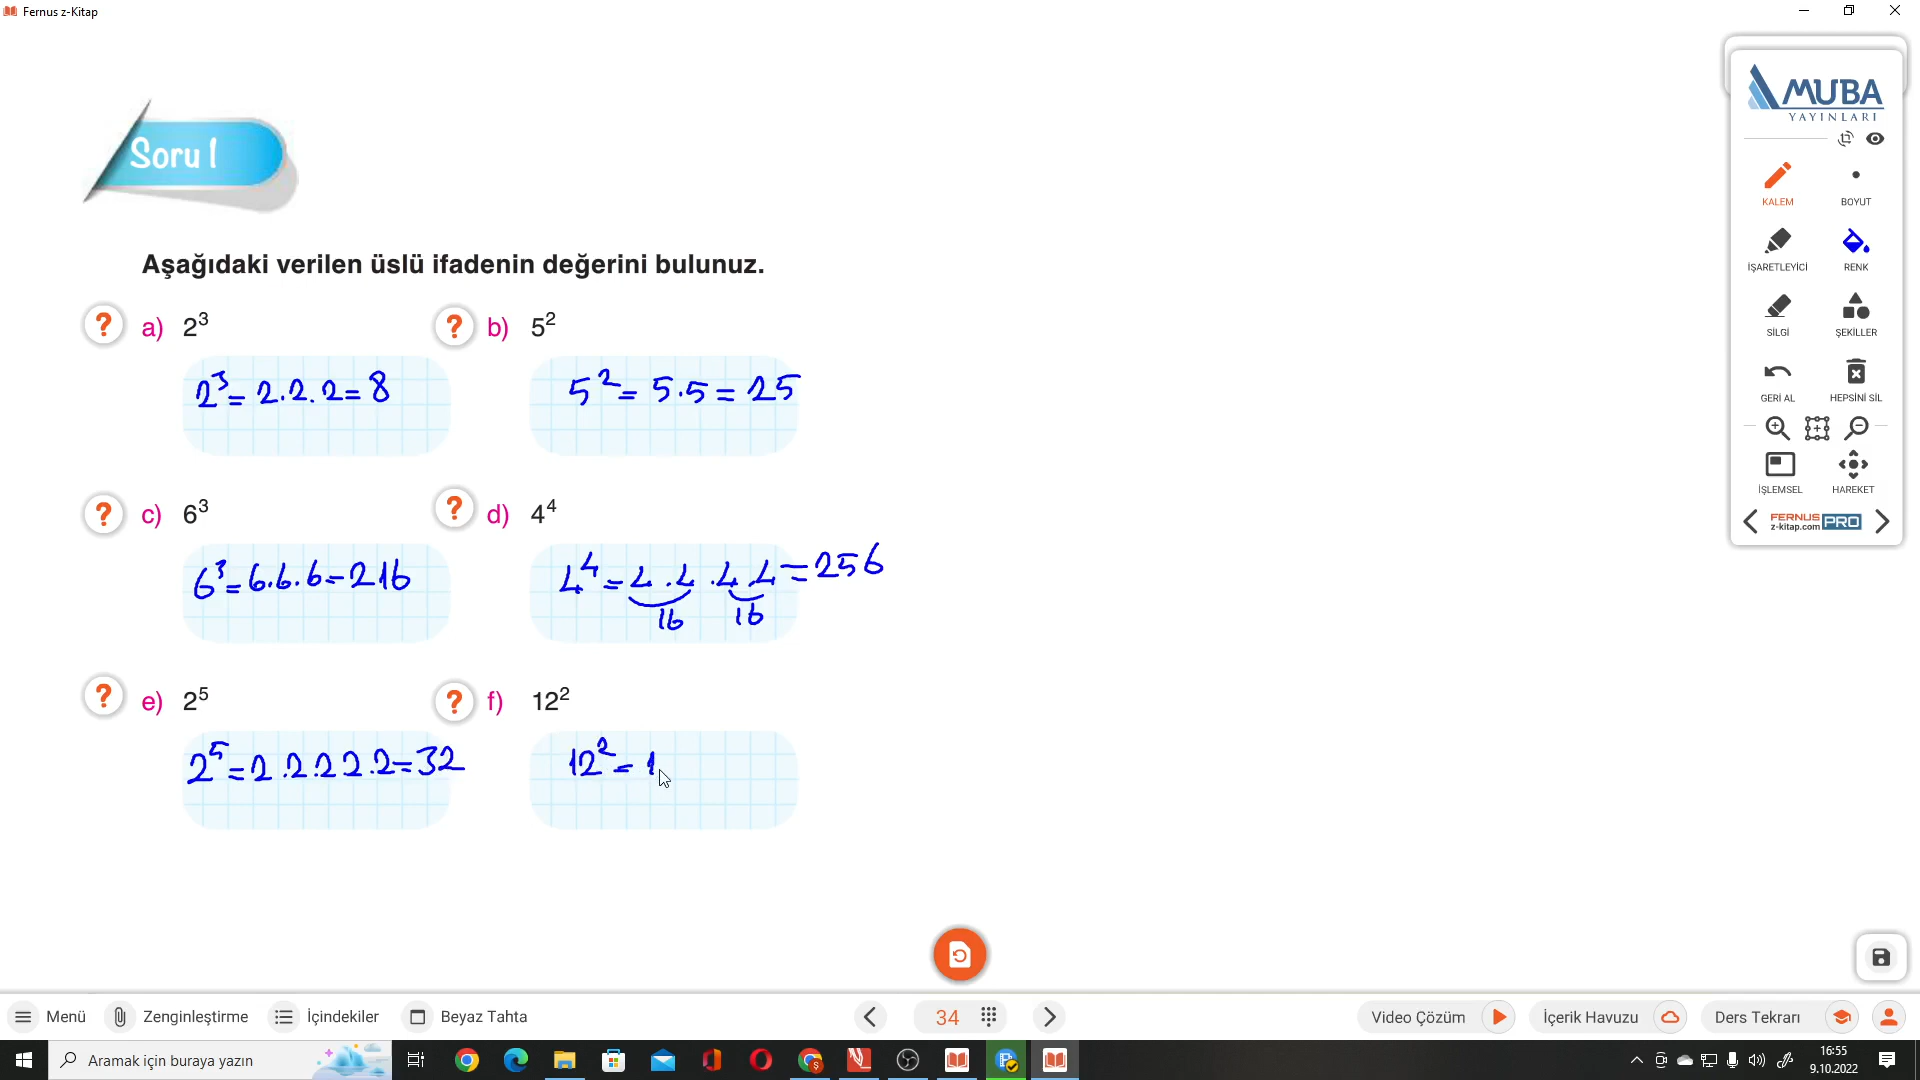 Fernus z-Kitap
MUBA
YAYINLARI
Soru 1
KALEM BOYUT
Aşağıdaki verilen üslü ifadenin değerini bulunuz.
İŞARETLEYİCİ RENK
? a) 2³ ? b) 5²
SİLGİ ŞEKİLLER
2³=2.2.2=8 5²=5.5=25
GERİ AL HEPSİNİ SİL
İŞLEMSEL HAREKET
? c) 6³ ? d) 4⁴
FERNUS
z-kitap.com PRO
6³=6.6.6=216 4⁴=4.4.4.4=256
16 16
? e) 2⁵ ? f) 12²
2⁵=2.2.2 2.2=32 12²=1
Menü Zenginleştirme İçindekiler Beyaz Tahta 34 Video Çözüm İçerik Havuzu Ders Tekrarı
Aramak için buraya yazın
16:55
9.10.2022